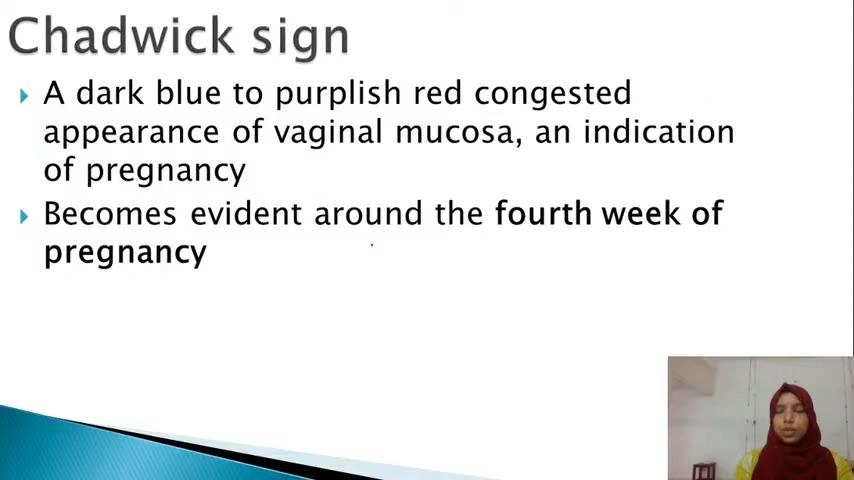 Chadwick sign
A dark blue to purplish red congested
appearance of vaginal mucosa, an indication
of pregnancy
Becomes evident around the fourth week of
pregnancy